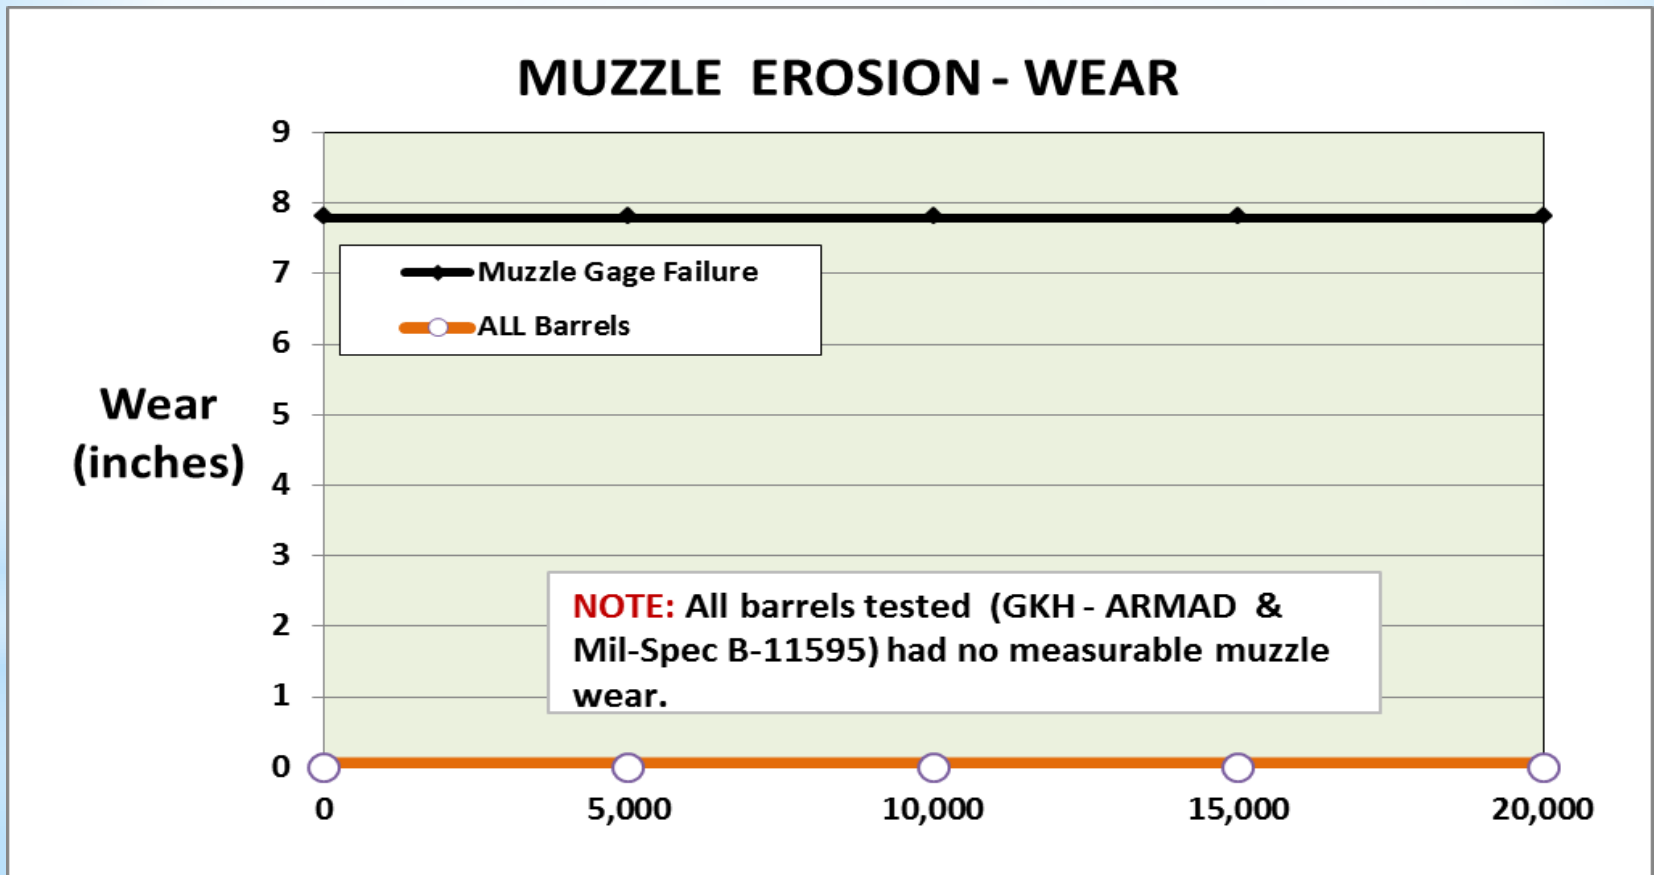 MUZZLE EROSION - WEAR
9
8
7
6
5
4
3
2
1
0
Wear
(inches)
Muzzle Gage Failure
ALL Barrels
NOTE: All barrels tested (GKH - ARMAD &
Mil-Spec B-11595) had no measurable muzzle
wear.
0 5,000 10,000 15,000 20,000